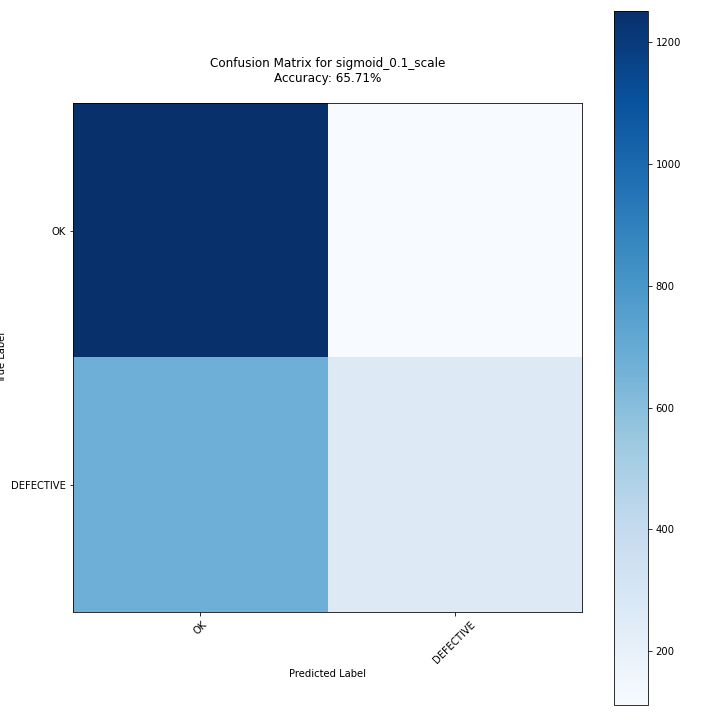 Confusion Matrix for sigmoid_0.1_scale
Accuracy: 65.71%
OK
DEFECTIVE
OK
DEFECTIVE
Predicted Label
1200
1000
800
600
400
200